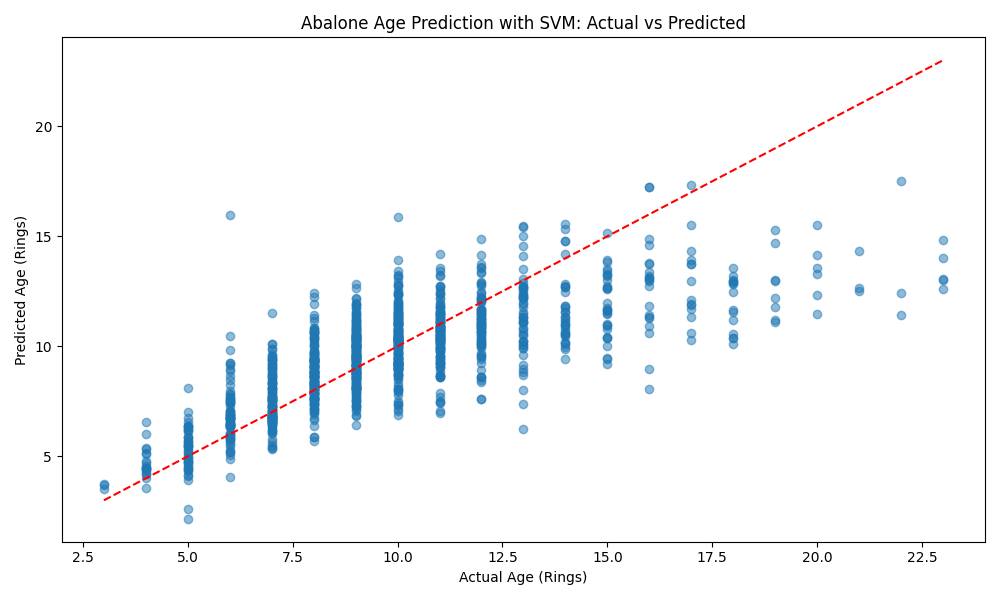 Abalone Age Prediction with SVM: Actual vs Predicted
Predicted Age (Rings)
20
15
10
5
2.5 5.0 7.5 10.0 12.5 15.0 17.5 20.0 22.5
Actual Age (Rings)